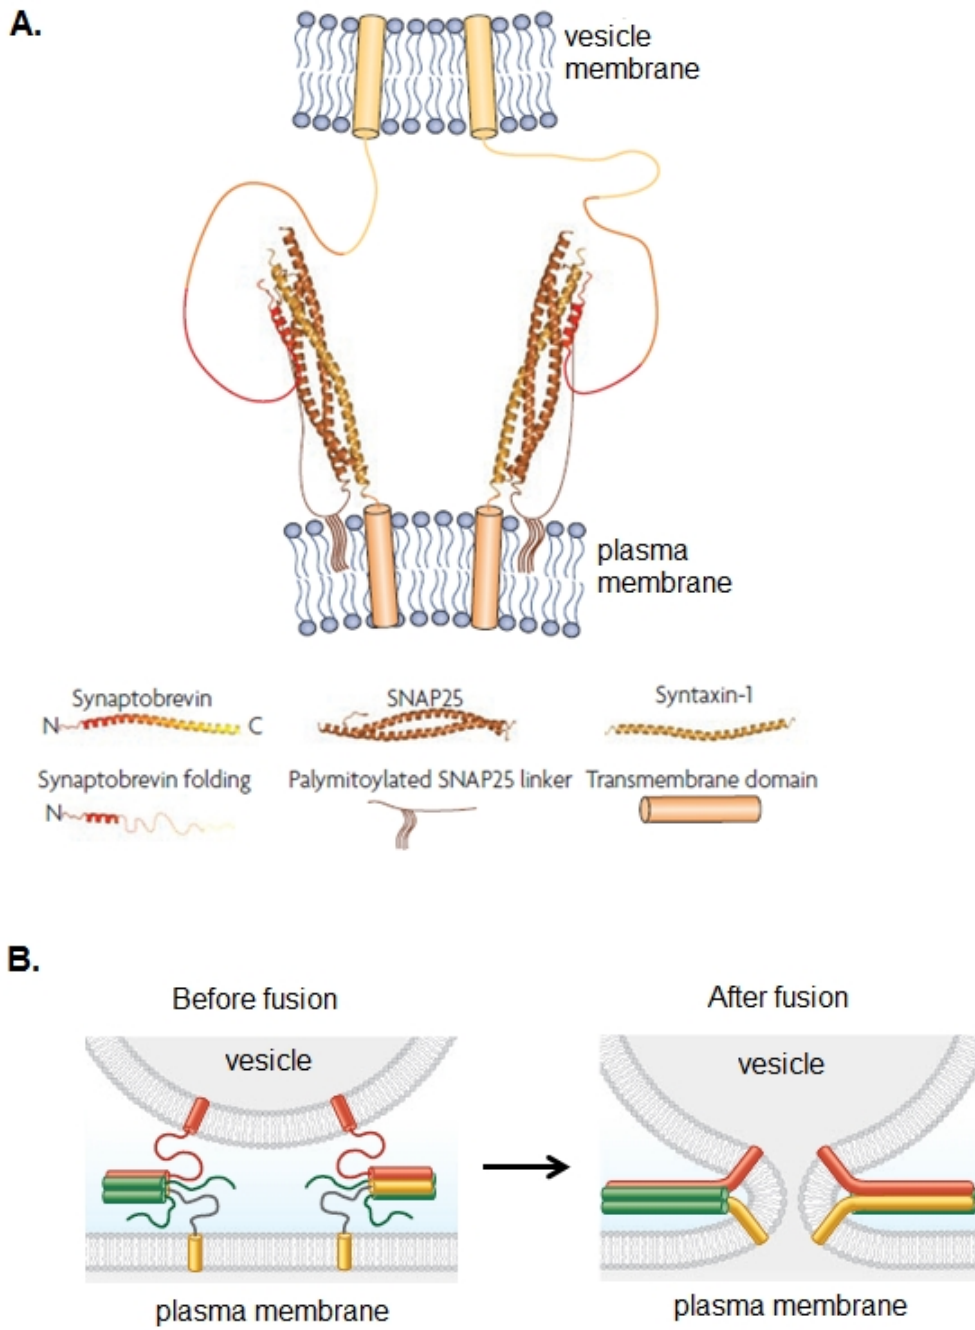 A.
vesicle
membrane
plasma
membrane
Synaptobrevin
SNAP25
Syntaxin-1
N
C
Synaptobrevin folding
Palymitoylated SNAP25 linker
Transmembrane domain
N
B.
Before fusion
After fusion
vesicle
vesicle
plasma membrane
plasma membrane